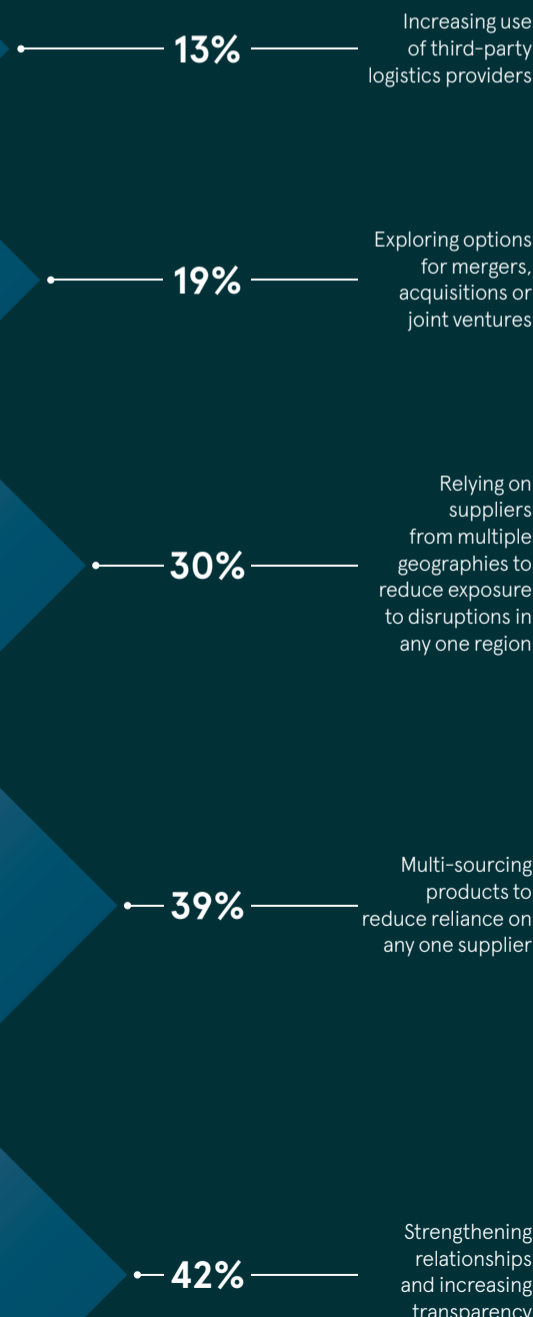 13%
Increasing use
of third-party
logistics providers
19%
Exploring options
for mergers,
acquisitions or
joint ventures
30%
Relying on
suppliers
from multiple
geographies to
reduce exposure
to disruptions in
any one region
39%
Multi-sourcing
products to
reduce reliance on
any one supplier
42%
Strengthening
relationships
and increasing
transparency